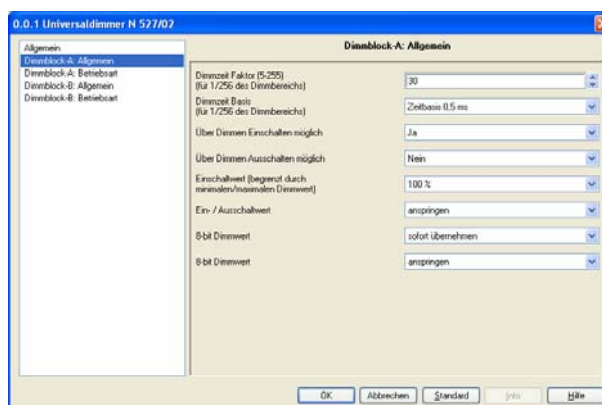 0.0.1 Universaldimmer N 527/02
Allgemein
Dimmblock-A: Allgemein
Dimmblock-A: Betriebsart
Dimmblock-B: Allgemein
Dimmblock-B: Betriebsart
Dimmblock-A: Allgemein
Dimmzeit Faktor (5-255)
(für 1/256 des Dimmbereichs)
30
Dimmzeit Basis
(für 1/256 des Dimmbereichs)
Zeitbasis 0,5 ms
Über Dimmen Einschalten möglich
Ja
Über Dimmen Ausschalten möglich
Nein
Einschaltwert (begrenzt durch
minimalen/maximalen Dimmwert)
100 %
Ein- / Ausschaltwert
anspringen
8-bit Dimmwert
sofort übernehmen
8-bit Dimmwert
anspringen
OK
Abbrechen
Standard
Info
Hilfe